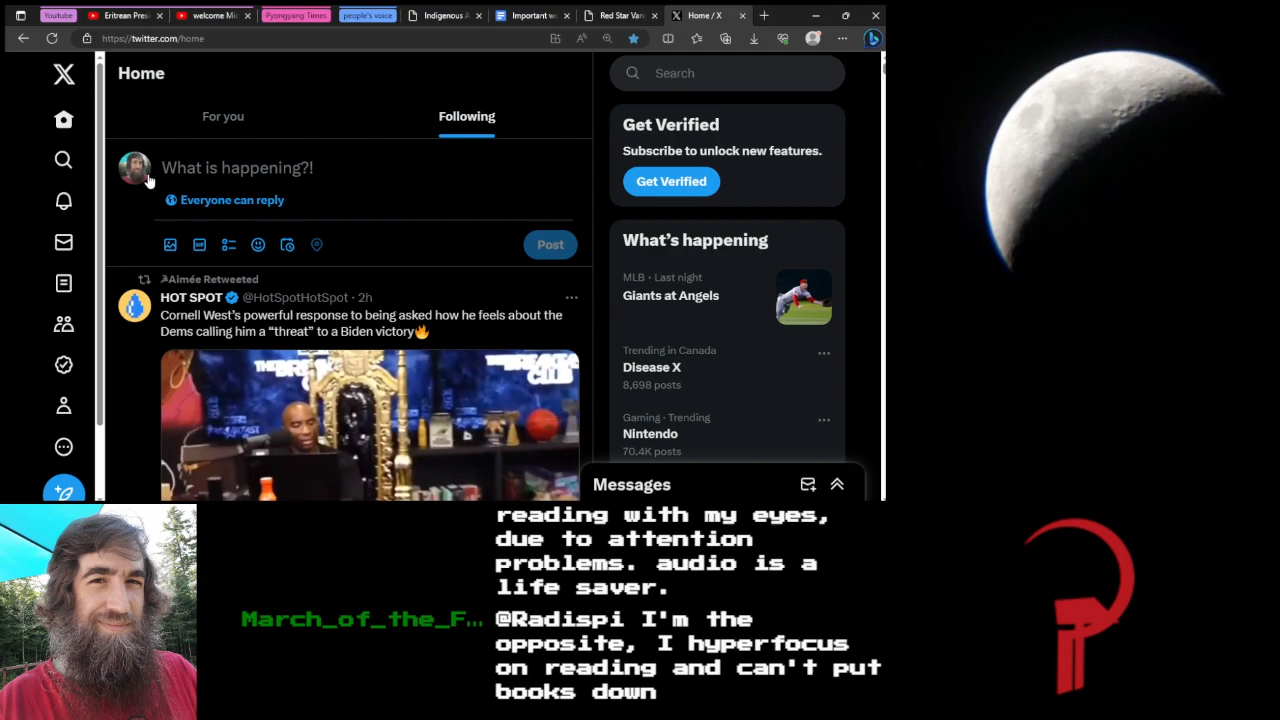 Youtube
Eritrean Presi
welcome Mic
Pyongyang Times
people's voice
Indigenous A
Important we
Red Star Van
Home / X
https://twitter.com/home
Home
For you
Following
What is happening?!
Everyone can reply
GIF
Post
Aimée Retweeted
HOT SPOT @HotSpotHotSpot · 2h
Cornell West's powerful response to being asked how he feels about the
Dems calling him a “threat” to a Biden victory🔥
CLUB
Search
Get Verified
Subscribe to unlock new features.
Get Verified
What's happening
MLB · Last night
Giants at Angels
Trending in Canada
Disease X
8,698 posts
Gaming · Trending
Nintendo
70.4K posts
Messages
reading with my eyes,
due to attention
problems. audio is a
life saver.
March_of_the_F...
@Radispi I'm the
opposite, I hyperfocus
on reading and can't put
books down